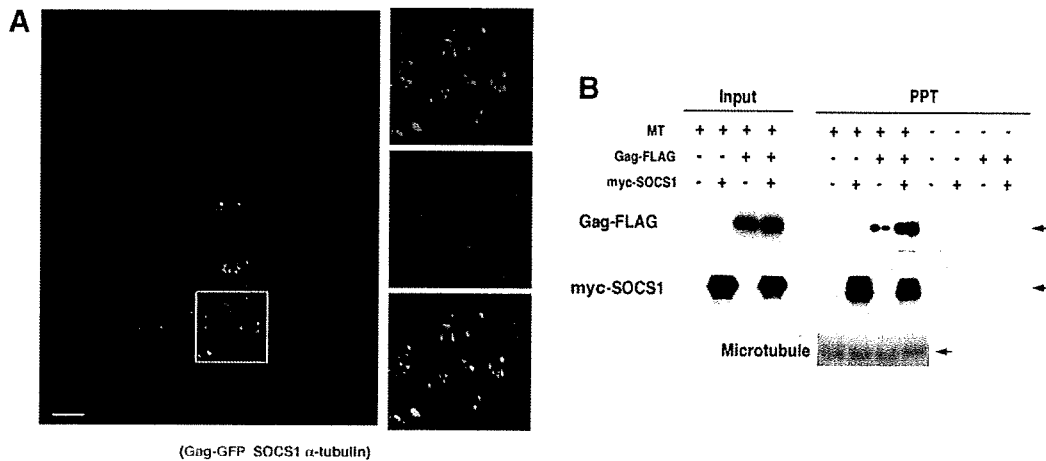 A
(Gag-GFP SOCS1 α-tubulin)
B
Input PPT
MT + + + + + + + + - - - -
Gag-FLAG - - + + - - + + - - + +
myc-SOCS1 - + - + - + - + - + - +
Gag-FLAG
myc-SOCS1
Microtubule